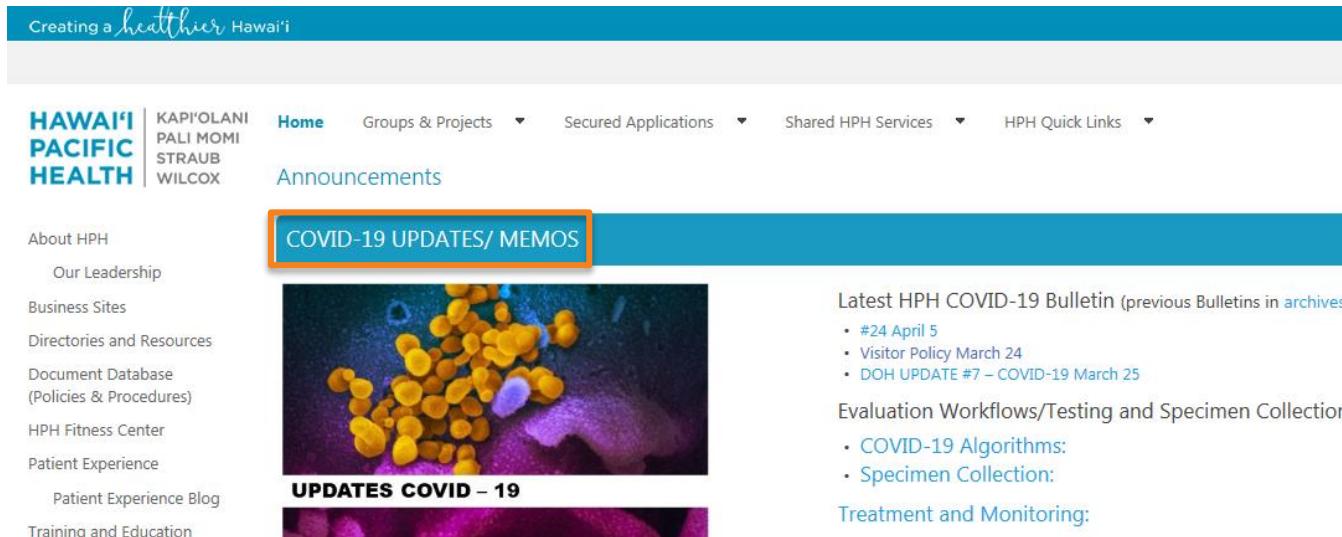 Creating a healthier Hawai'i
HAWAI'I
PACIFIC
HEALTH
KAPI'OLANI
PALI MOMI
STRAUB
WILCOX
Home Groups & Projects Secured Applications Shared HPH Services HPH Quick Links
Announcements
About HPH
Our Leadership
Business Sites
Directories and Resources
Document Database
(Policies & Procedures)
HPH Fitness Center
Patient Experience
Patient Experience Blog
Training and Education
COVID-19 UPDATES/ MEMOS
UPDATES COVID – 19
Latest HPH COVID-19 Bulletin (previous Bulletins in archives
• #24 April 5
• Visitor Policy March 24
• DOH UPDATE #7 – COVID-19 March 25
Evaluation Workflows/Testing and Specimen Collection
• COVID-19 Algorithms:
• Specimen Collection:
Treatment and Monitoring: